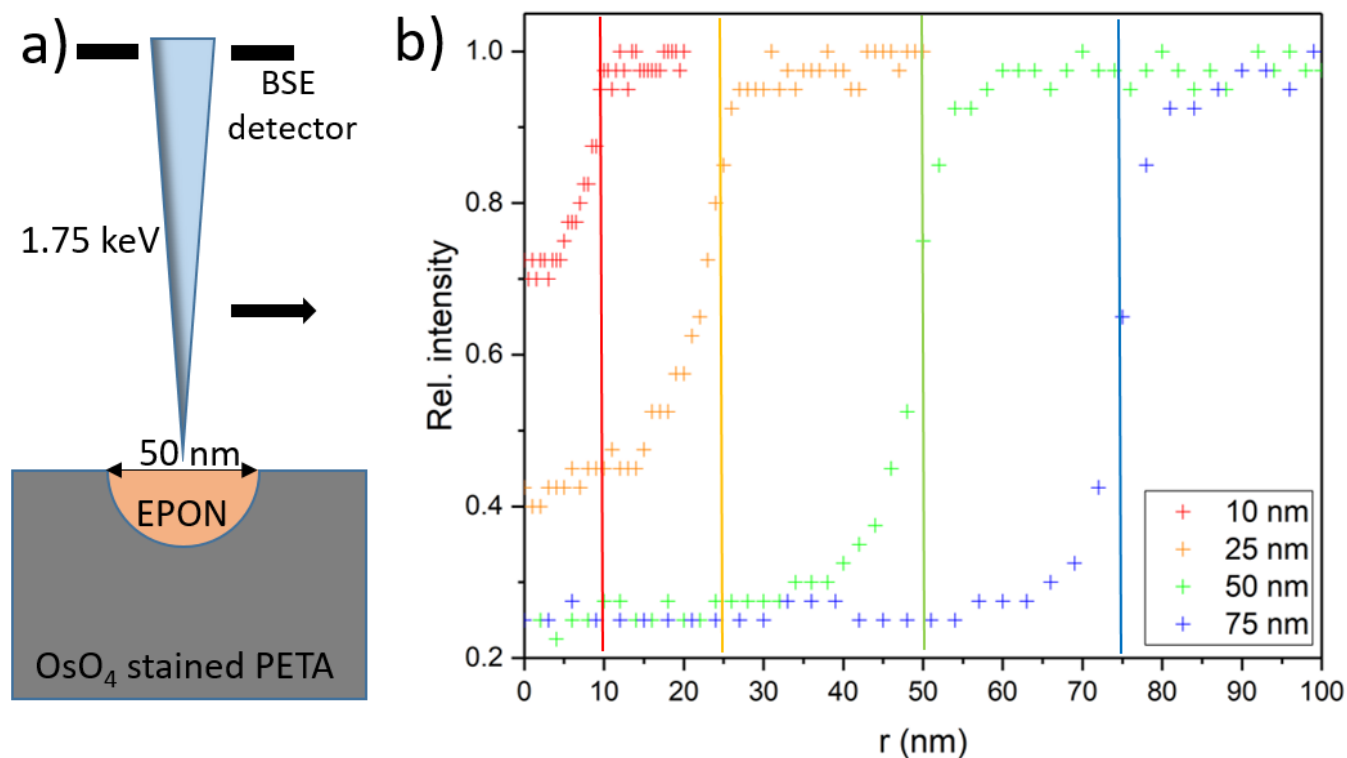 a)
BSE
detector
1.75 keV
50 nm
EPON
OsO₄ stained PETA
b)
Rel. intensity
1.0
0.8
0.6
0.4
0.2
0 10 20 30 40 50 60 70 80 90 100
r (nm)
10 nm
25 nm
50 nm
75 nm